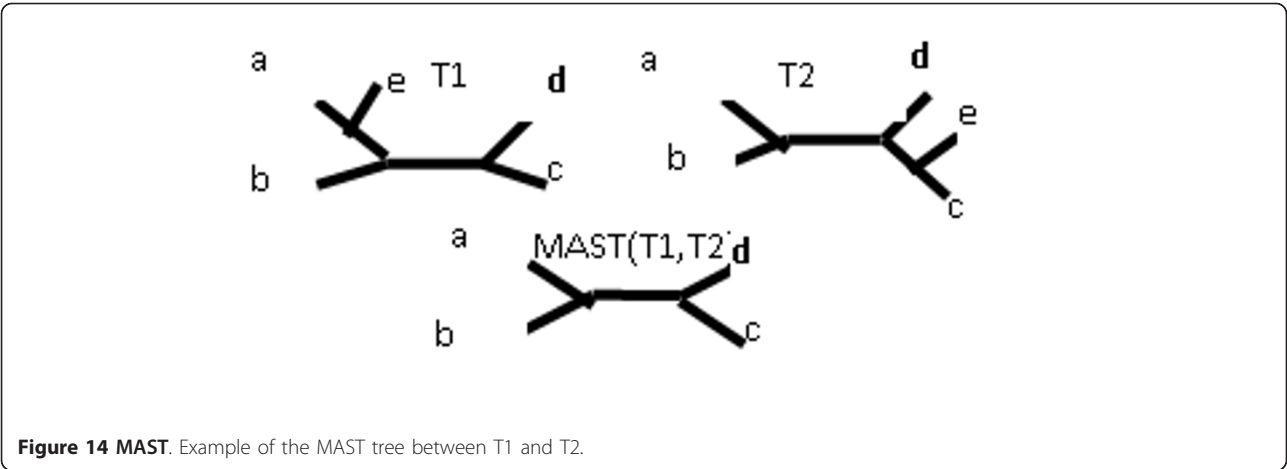 a
e
T1
d
b
c
a
T2
d
e
b
c
a
MAST(T1,T2)
d
b
c
Figure 14 MAST. Example of the MAST tree between T1 and T2.